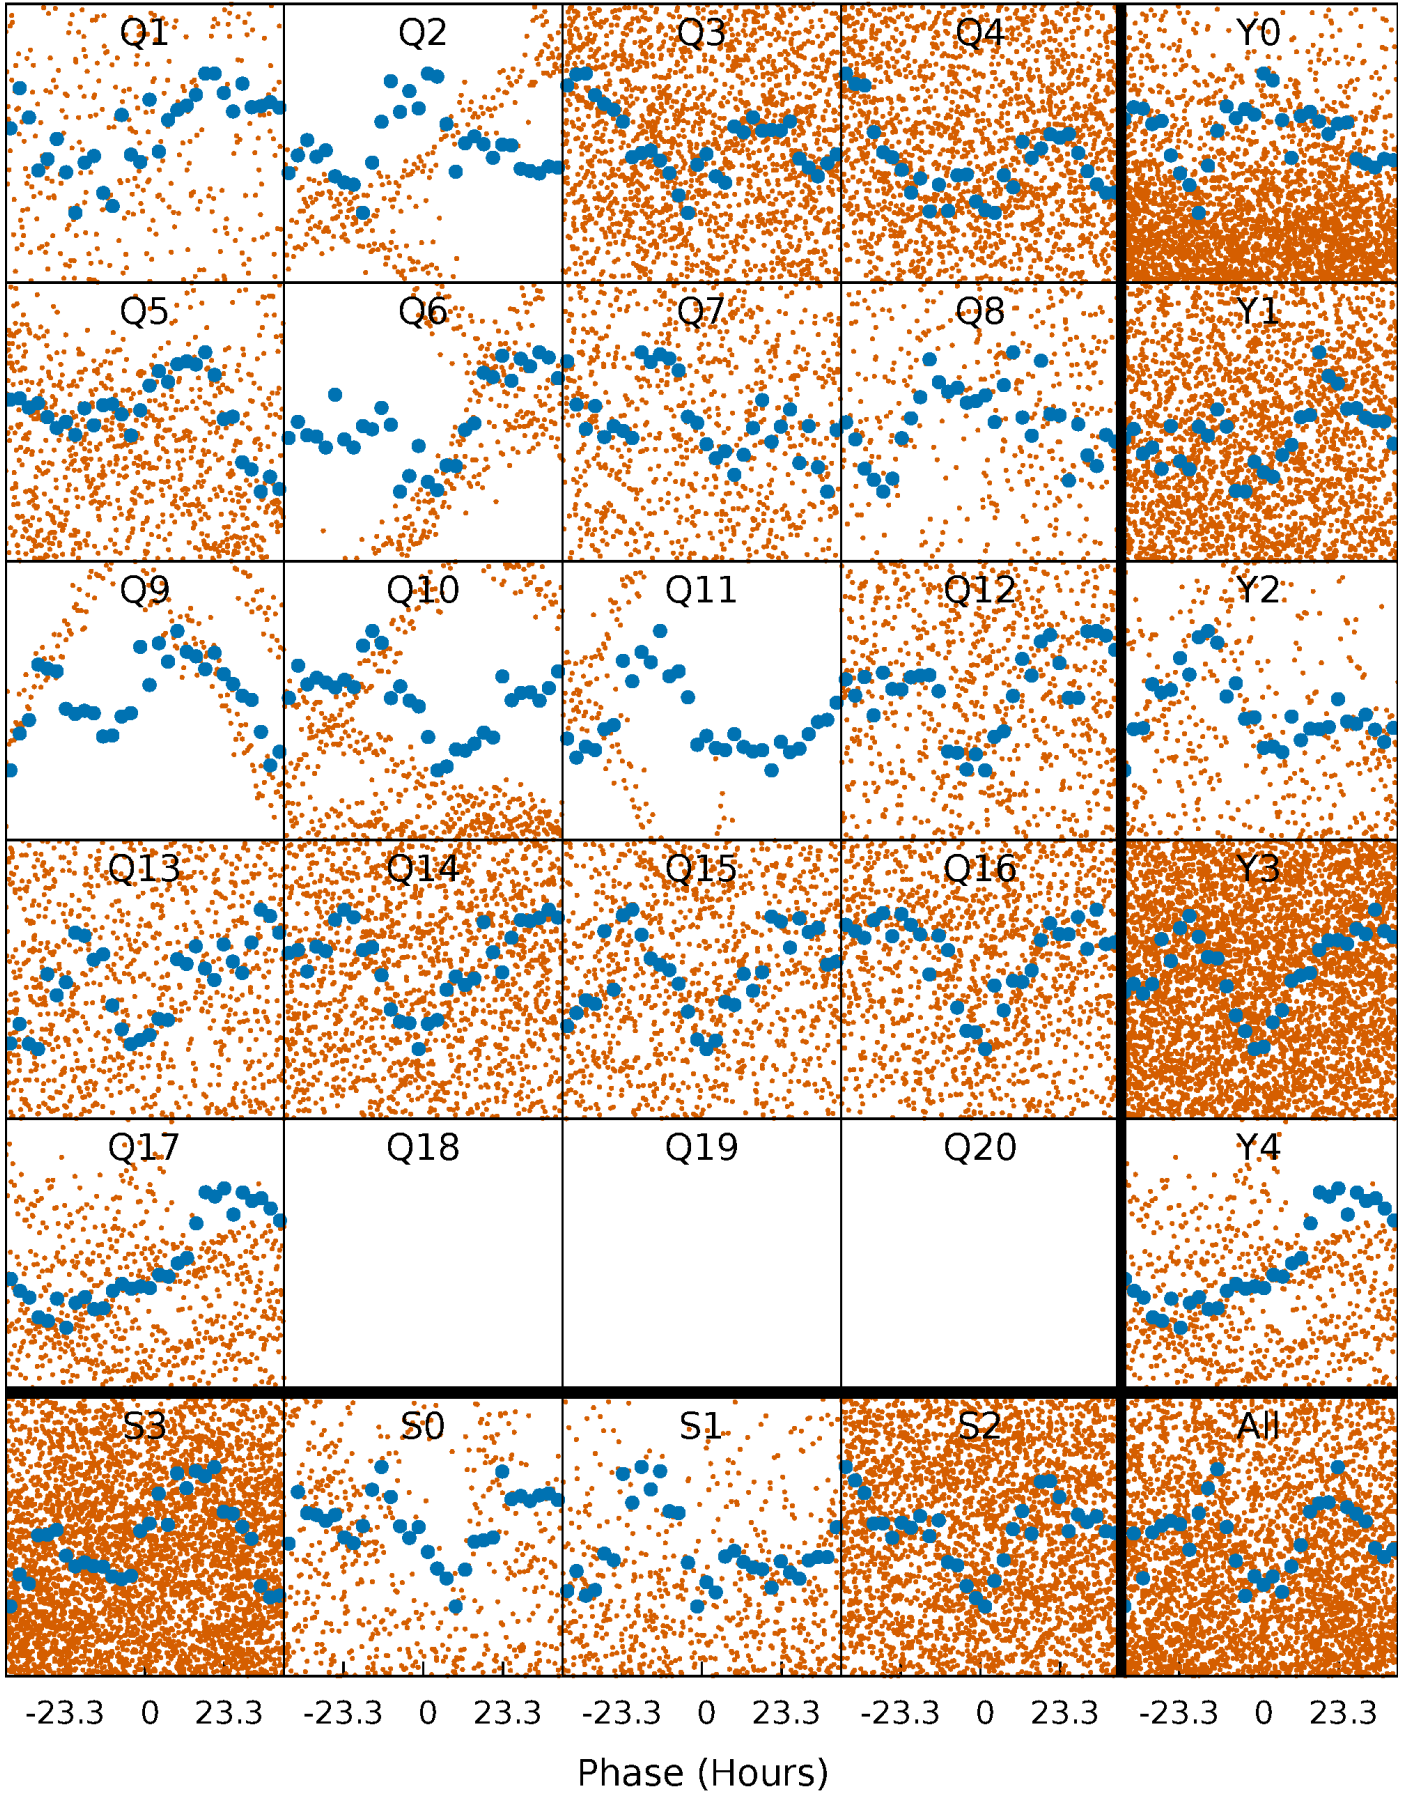 Q1 Q2 Q3 Q4 Y0
Q5 Q6 Q7 Q8 Y1
Q9 Q10 Q11 Q12 Y2
Q13 Q14 Q15 Q16 Y3
Q17 Q18 Q19 Q20 Y4
S3 S0 S1 S2 All
-23.3 0 23.3 -23.3 0 23.3 -23.3 0 23.3 -23.3 0 23.3 -23.3 0 23.3
Phase (Hours)